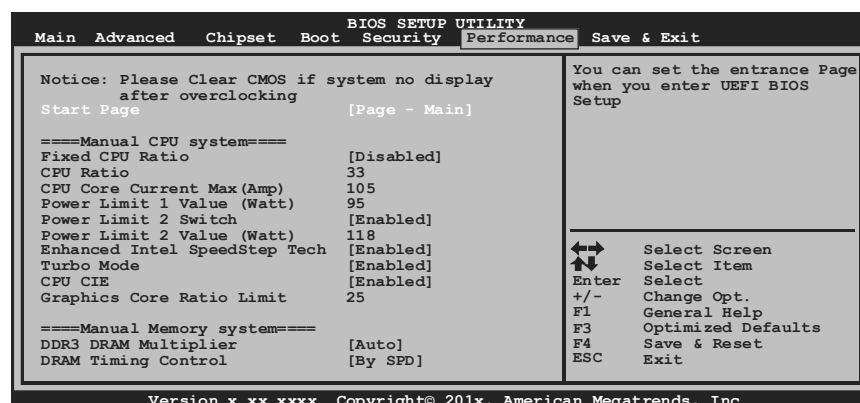 BIOS SETUP UTILITY
Main Advanced Chipset Boot Security Performance Save & Exit
Notice: Please Clear CMOS if system no display
after overclocking
Start Page [Page - Main]
====Manual CPU system====
Fixed CPU Ratio [Disabled]
CPU Ratio 33
CPU Core Current Max(Amp) 105
Power Limit 1 Value (Watt) 95
Power Limit 2 Switch [Enabled]
Power Limit 2 Value (Watt) 118
Enhanced Intel SpeedStep Tech [Enabled]
Turbo Mode [Enabled]
CPU CIE [Enabled]
Graphics Core Ratio Limit 25
====Manual Memory system====
DDR3 DRAM Multiplier [Auto]
DRAM Timing Control [By SPD]
You can set the entrance Page
when you enter UEFI BIOS
Setup
Select Screen
Select Item
Enter Select
+/- Change Opt.
F1 General Help
F3 Optimized Defaults
F4 Save & Reset
ESC Exit
Version x.xx.xxxx. Copyright© 201x. American Megatrends, Inc.